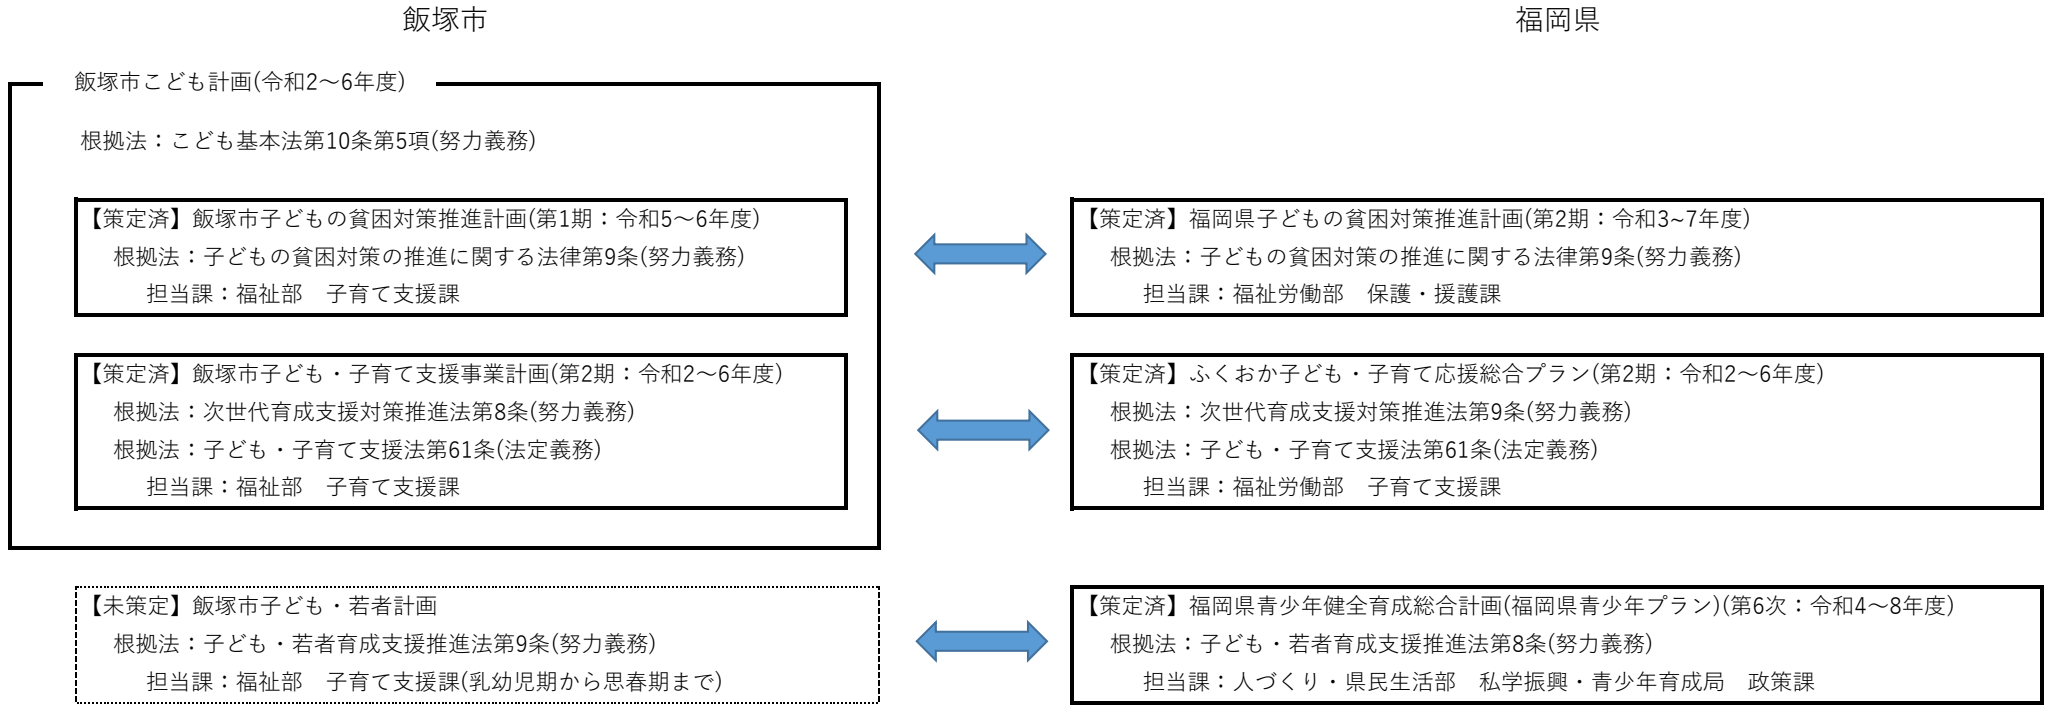 飯塚市
福岡県
飯塚市こども計画(令和2～6年度)
根拠法：こども基本法第10条第5項(努力義務)
【策定済】飯塚市子どもの貧困対策推進計画(第1期：令和5～6年度)
根拠法：子どもの貧困対策の推進に関する法律第9条(努力義務)
担当課：福祉部　子育て支援課
【策定済】福岡県子どもの貧困対策推進計画(第2期：令和3~7年度)
根拠法：子どもの貧困対策の推進に関する法律第9条(努力義務)
担当課：福祉労働部　保護・援護課
【策定済】飯塚市子ども・子育て支援事業計画(第2期：令和2～6年度)
根拠法：次世代育成支援対策推進法第8条(努力義務)
根拠法：子ども・子育て支援法第61条(法定義務)
担当課：福祉部　子育て支援課
【策定済】ふくおか子ども・子育て応援総合プラン(第2期：令和2～6年度)
根拠法：次世代育成支援対策推進法第9条(努力義務)
根拠法：子ども・子育て支援法第61条(法定義務)
担当課：福祉労働部　子育て支援課
【未策定】飯塚市子ども・若者計画
根拠法：子ども・若者育成支援推進法第9条(努力義務)
担当課：福祉部　子育て支援課(乳幼児期から思春期まで)
【策定済】福岡県青少年健全育成総合計画(福岡県青少年プラン)(第6次：令和4～8年度)
根拠法：子ども・若者育成支援推進法第8条(努力義務)
担当課：人づくり・県民生活部　私学振興・青少年育成局　政策課